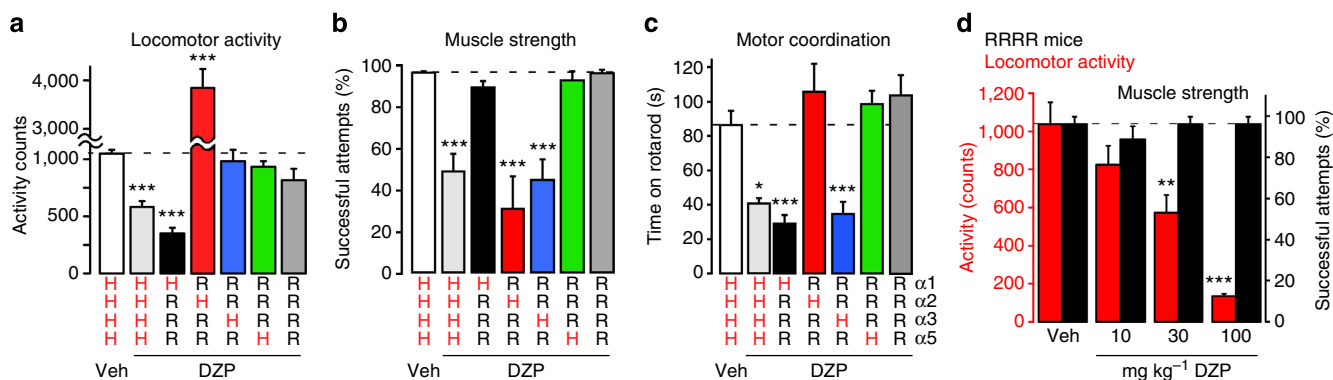 a
Locomotor activity
Activity counts
4,000
3,000
1,000
500
0
***
***
***
H H H R R R R
H H R H R R R
H H R R H R R
H H R R R H R
Veh DZP
b
Muscle strength
Successful attempts (%)
100
80
60
40
20
0
***
***
***
H H H R R R R
H H R H R R R
H H R R H R R
H H R R R H R
Veh DZP
c
Motor coordination
Time on rotarod (s)
120
100
80
60
40
20
0
*
***
***
H H H R R R R α1
H H R H R R R α2
H H R R H R R α3
H H R R R H R α5
Veh DZP
d
RRRR mice
Locomotor activity
Muscle strength
Activity (counts)
1,200
1,000
800
600
400
200
0
**
***
100
80
60
40
20
0
Successful attempts (%)
Veh 10 30 100
mg kg⁻¹ DZP